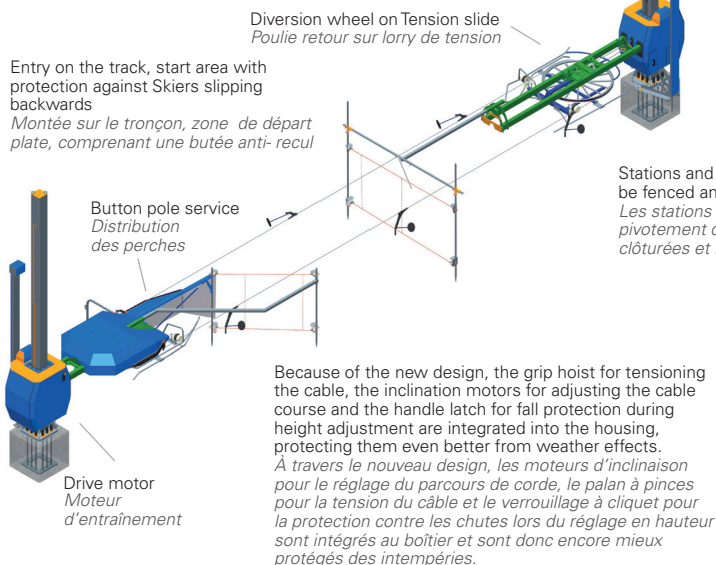 Diversion wheel on Tension slide
Poulie retour sur lorry de tension
Entry on the track, start area with
protection against Skiers slipping
backwards
Montée sur le tronçon, zone de départ
plate, comprenant une butée anti- recul
Stations and
be fenced an
Les stations
pivotement d
clôturées et
Button pole service
Distribution
des perches
Because of the new design, the grip hoist for tensioning
the cable, the inclination motors for adjusting the cable
course and the handle latch for fall protection during
height adjustment are integrated into the housing,
protecting them even better from weather effects.
À travers le nouveau design, les moteurs d'inclinaison
pour le réglage du parcours de corde, le palan à pinces
pour la tension du câble et le verrouillage à cliquet pour
la protection contre les chutes lors du réglage en hauteur
sont intégrés au boîtier et sont donc encore mieux
protégés des intempéries.
Drive motor
Moteur
d'entraînement